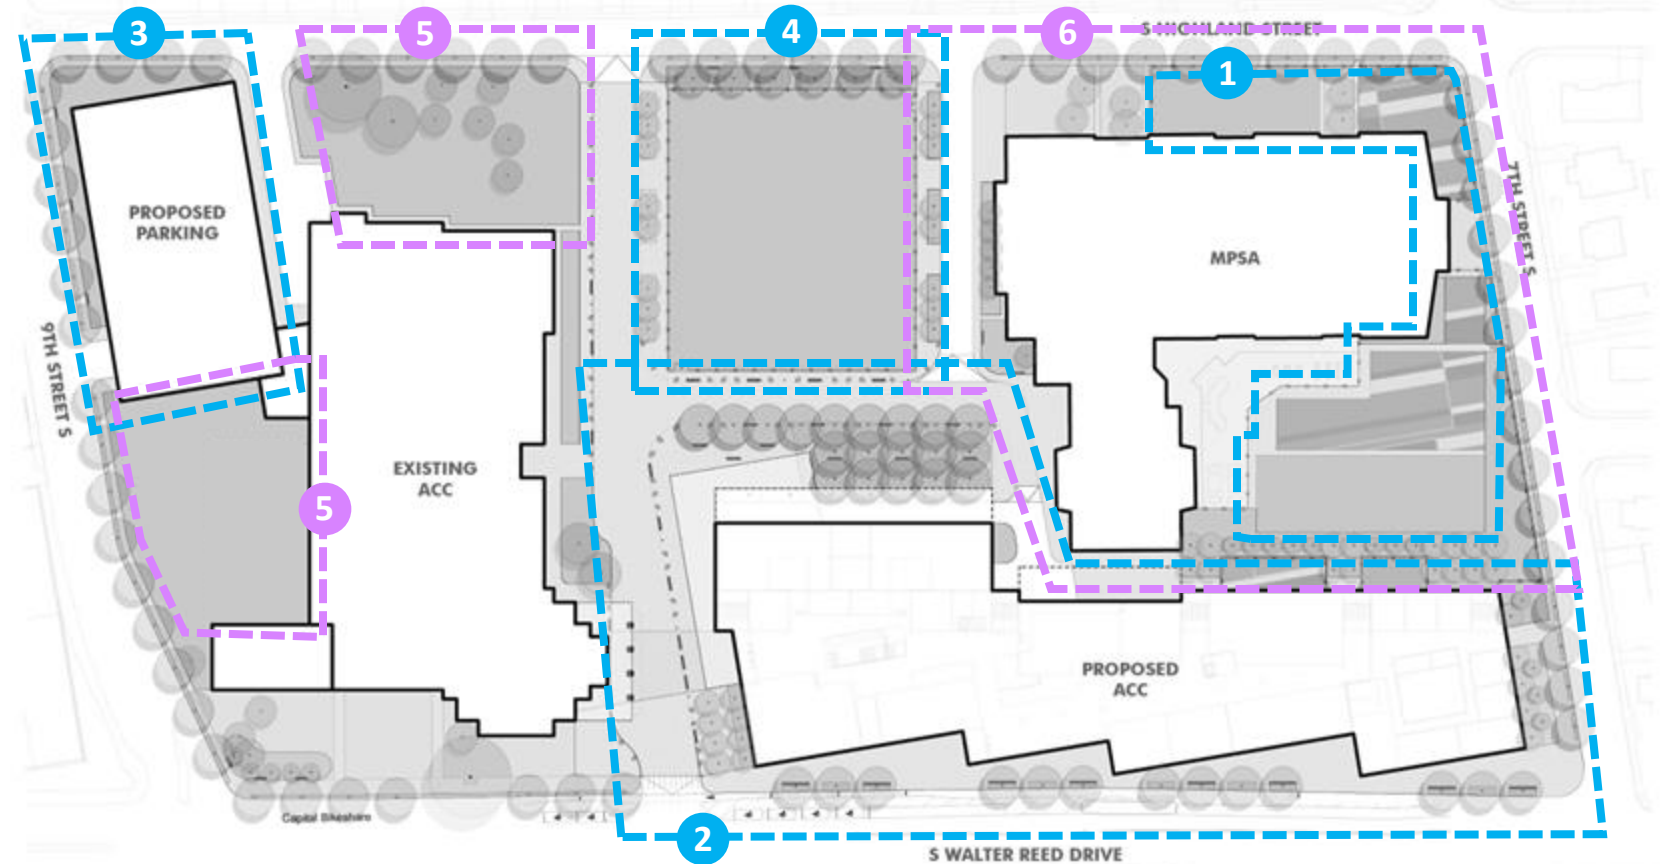 3
5
4
6
S HIGHLAND STREET
1
PROPOSED
PARKING
MPSA
7TH STREET S
9TH STREET S
EXISTING
ACC
5
PROPOSED
ACC
Capital Bikeshare
2
S WALTER REED DRIVE